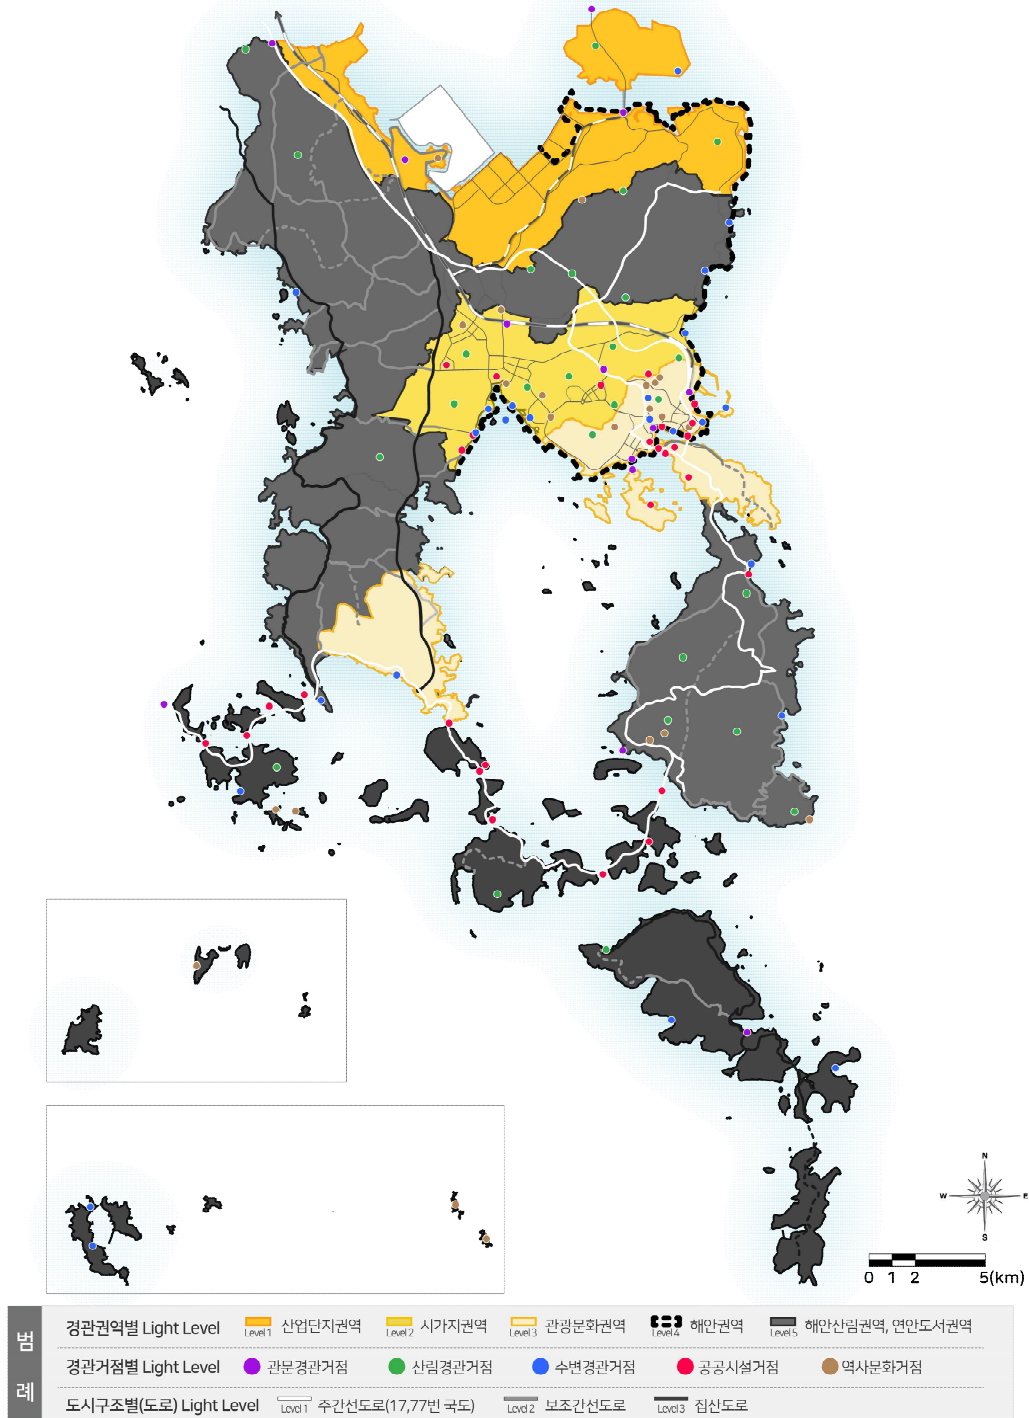 N
W E
S
0 1 2 5(km)
범례
경관권역별 Light Level Level 1 산업단지권역 Level 2 시가지권역 Level 3 관광문화권역 Level 4 해안권역 Level 5 해안산림권역, 연안도서권역
경관거점별 Light Level 관문경관거점 산림경관거점 수변경관거점 공공시설거점 역사문화거점
도시구조별(도로) Light Level Level 1 주간선도로(17,77번 국도) Level 2 보조간선도로 Level 3 집산도로